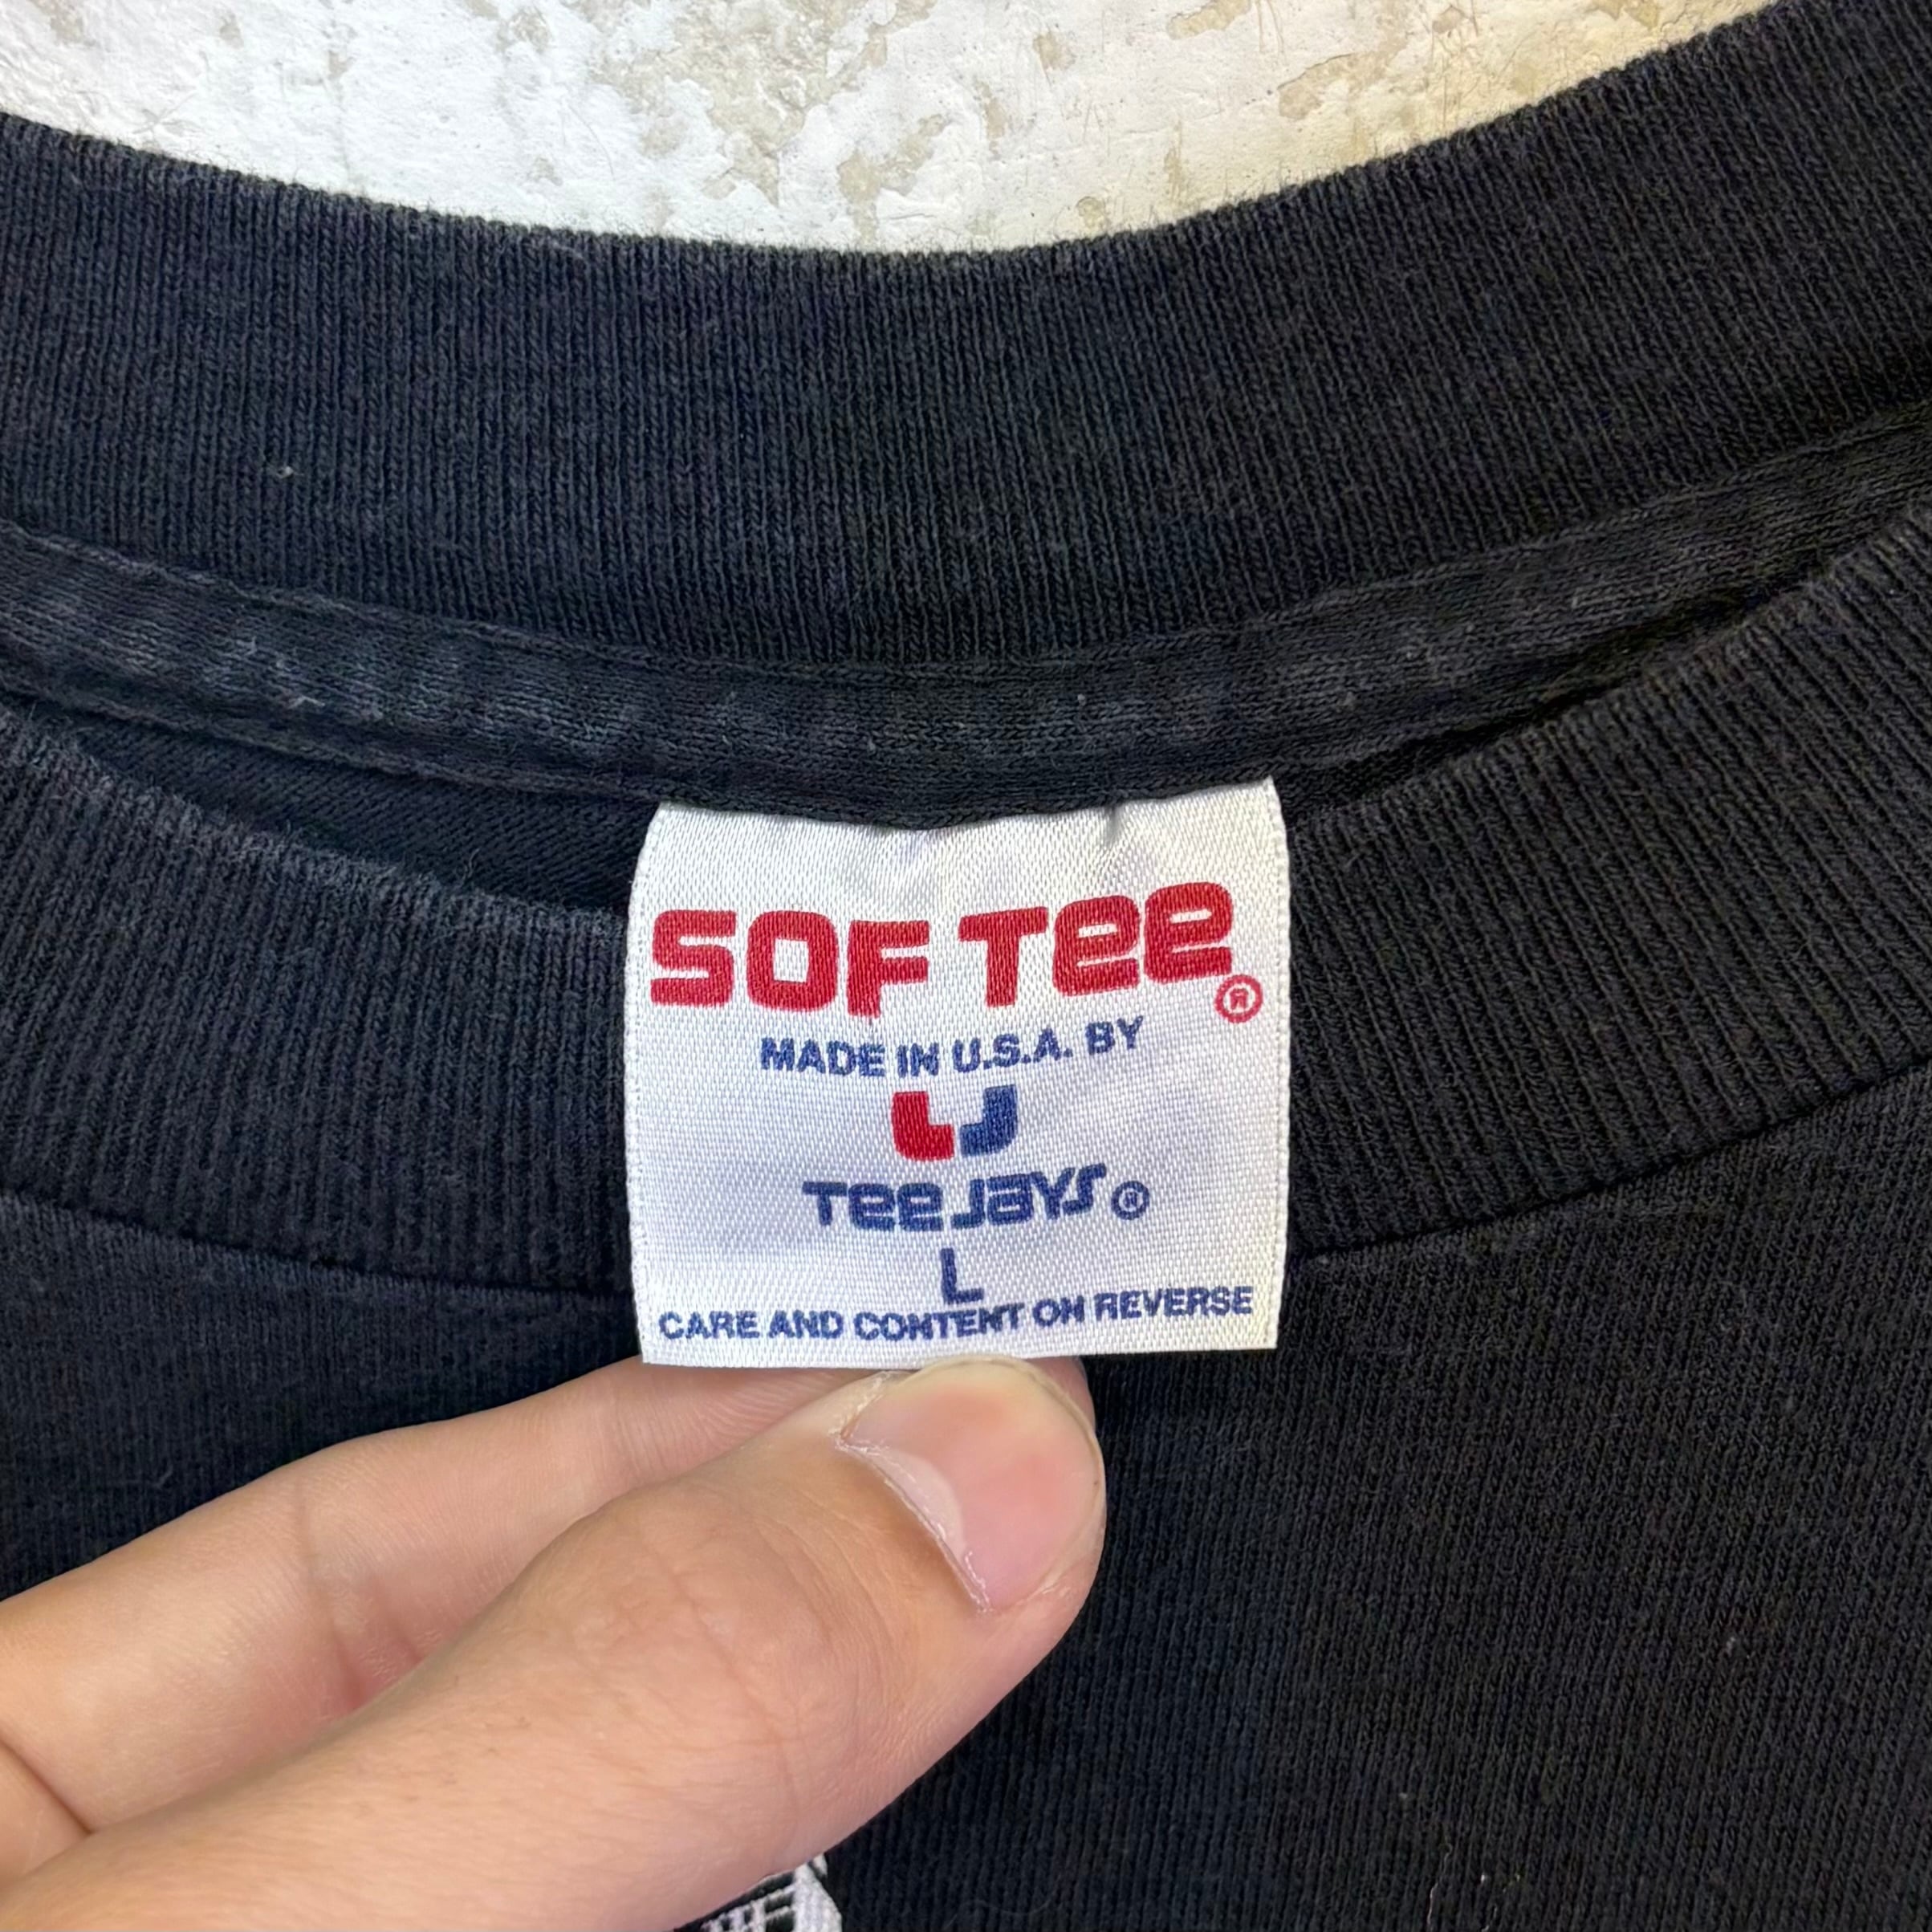 SOF TEE ®
MADE IN U.S.A. BY
TEE JAYS ®
L
CARE AND CONTENT ON REVERSE